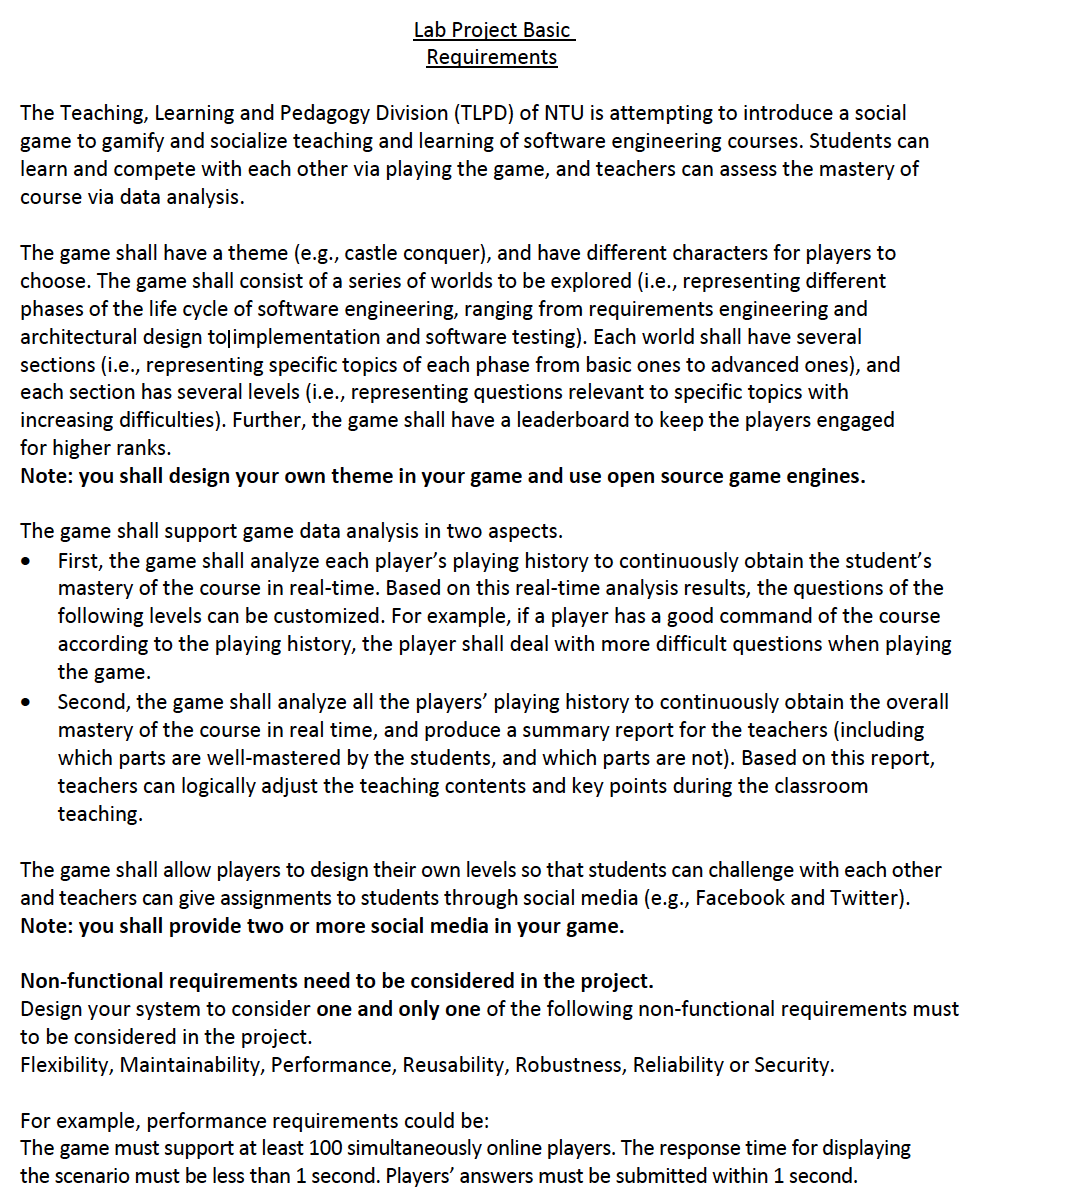 Lab Project Basic
Requirements
The Teaching, Learning and Pedagogy Division (TLPD) of NTU is attempting to introduce a social
game to gamify and socialize teaching and learning of software engineering courses. Students can
learn and compete with each other via playing the game, and teachers can assess the mastery of
course via data analysis.
The game shall have a theme (e.g., castle conquer), and have different characters for players to
choose. The game shall consist of a series of worlds to be explored (i.e., representing different
phases of the life cycle of software engineering, ranging from requirements engineering and
architectural design to implementation and software testing). Each world shall have several
sections (i.e., representing specific topics of each phase from basic ones to advanced ones), and
each section has several levels (i.e., representing questions relevant to specific topics with
increasing difficulties). Further, the game shall have a leaderboard to keep the players engaged
for higher ranks.
Note: you shall design your own theme in your game and use open source game engines.
The game shall support game data analysis in two aspects.
• First, the game shall analyze each player’s playing history to continuously obtain the student’s
mastery of the course in real-time. Based on this real-time analysis results, the questions of the
following levels can be customized. For example, if a player has a good command of the course
according to the playing history, the player shall deal with more difficult questions when playing
the game.
• Second, the game shall analyze all the players’ playing history to continuously obtain the overall
mastery of the course in real time, and produce a summary report for the teachers (including
which parts are well-mastered by the students, and which parts are not). Based on this report,
teachers can logically adjust the teaching contents and key points during the classroom
teaching.
The game shall allow players to design their own levels so that students can challenge with each other
and teachers can give assignments to students through social media (e.g., Facebook and Twitter).
Note: you shall provide two or more social media in your game.
Non-functional requirements need to be considered in the project.
Design your system to consider one and only one of the following non-functional requirements must
to be considered in the project.
Flexibility, Maintainability, Performance, Reusability, Robustness, Reliability or Security.
For example, performance requirements could be:
The game must support at least 100 simultaneously online players. The response time for displaying
the scenario must be less than 1 second. Players’ answers must be submitted within 1 second.